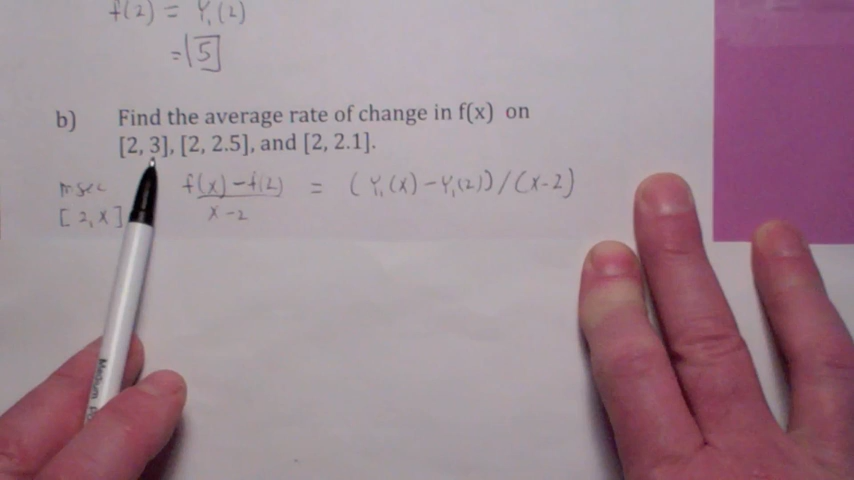 f(2) = Y₁(2)
= 5
b) Find the average rate of change in f(x) on
[2, 3], [2, 2.5], and [2, 2.1].
msec f(x) - f(2) = (Y₁(x) - Y₁(2)) / (x-2)
[2, x] x - 2
Medium